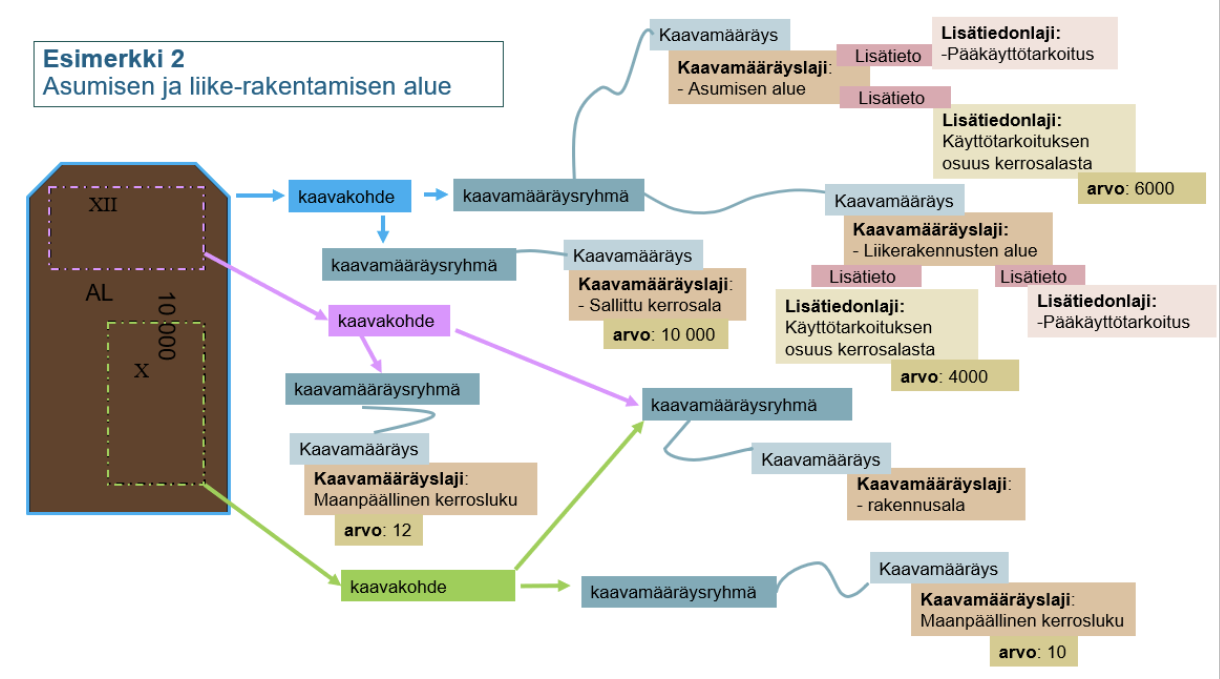 Esimerkki 2
Asumisen ja liike-rakentamisen alue
XII
AL
10 000
X
kaavakohde
kaavamääräysryhmä
Kaavamääräys
Kaavamääräyslaji:
- Asumisen alue
Lisätieto
Lisätiedonlaji:
-Pääkäyttötarkoitus
Lisätieto
Lisätiedonlaji:
Käyttötarkoituksen
osuus kerrosalasta
arvo: 6000
Kaavamääräys
Kaavamääräyslaji:
- Liikerakennusten alue
Lisätieto
Lisätiedonlaji:
Käyttötarkoituksen
osuus kerrosalasta
arvo: 4000
Lisätieto
Lisätiedonlaji:
-Pääkäyttötarkoitus
kaavamääräysryhmä
Kaavamääräys
Kaavamääräyslaji:
- Sallittu kerrosala
arvo: 10 000
kaavakohde
kaavamääräysryhmä
Kaavamääräys
Kaavamääräyslaji:
Maanpäällinen kerrosluku
arvo: 12
kaavamääräysryhmä
Kaavamääräys
Kaavamääräyslaji:
- rakennusala
kaavakohde
kaavamääräysryhmä
Kaavamääräys
Kaavamääräyslaji:
Maanpäällinen kerrosluku
arvo: 10